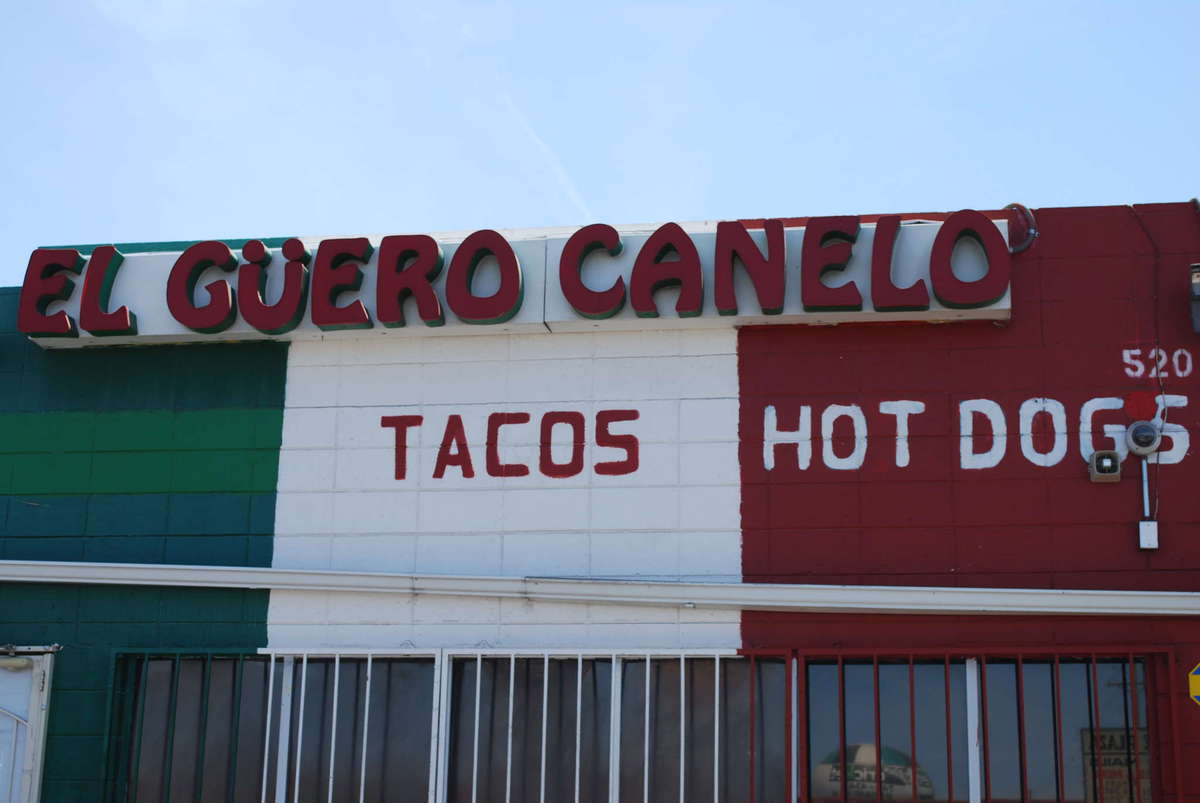 EL GÜERO CANELO
520
TACOS HOT DOGS